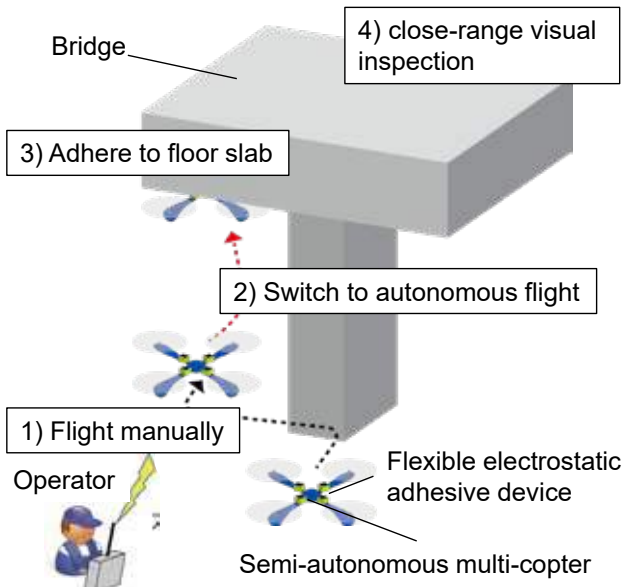 4) close-range visual
inspection
Bridge
3) Adhere to floor slab
2) Switch to autonomous flight
1) Flight manually
Operator
Flexible electrostatic
adhesive device
Semi-autonomous multi-copter